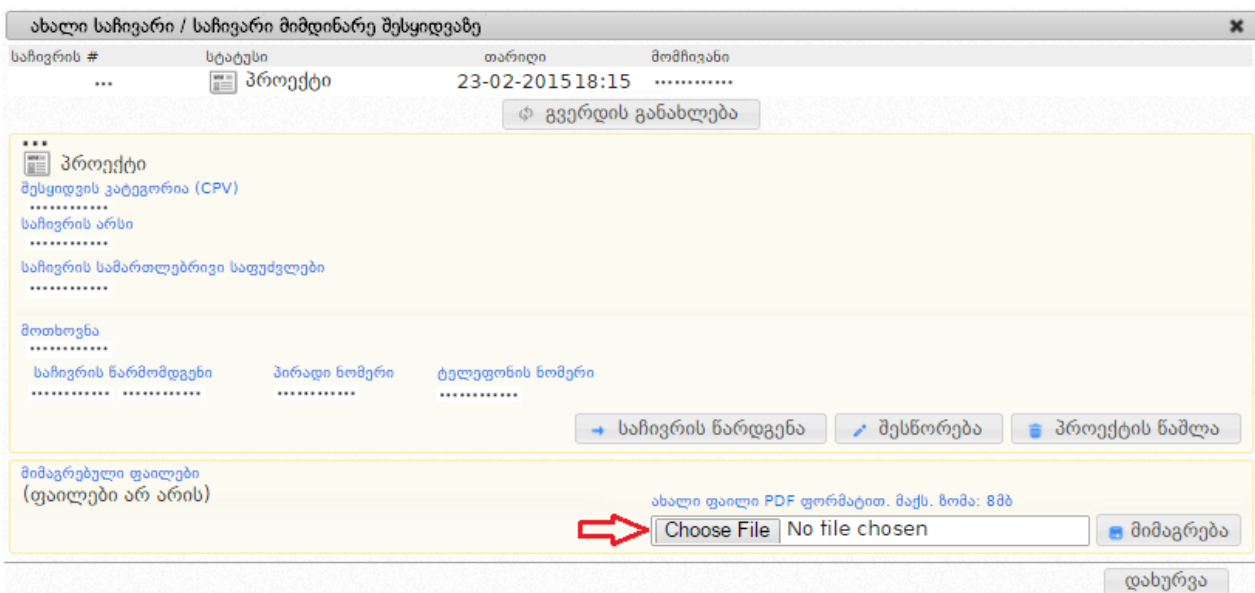 ახალი საჩივარი / საჩივარი მიმდინარე შესყიდვაზე
საჩივრის # სტატუსი თარიღი მომჩივანი
... პროექტი 23-02-2015 18:15 ............
გვერდის განახლება
...
პროექტი
შესყიდვის კატეგორია (CPV)
............
საჩივრის არსი
............
საჩივრის სამართლებრივი საფუძვლები
............
მოთხოვნა
............
საჩივრის წარმომდგენი პირადი ნომერი ტელეფონის ნომერი
............ ............ ............ ............
საჩივრის წარდგენა შესწორება პროექტის წაშლა
მიმაგრებული ფაილები
(ფაილები არ არის)
ახალი ფაილი PDF ფორმატით. მაქს. ზომა: 8მბ
Choose File No file chosen მიმაგრება
დახურვა